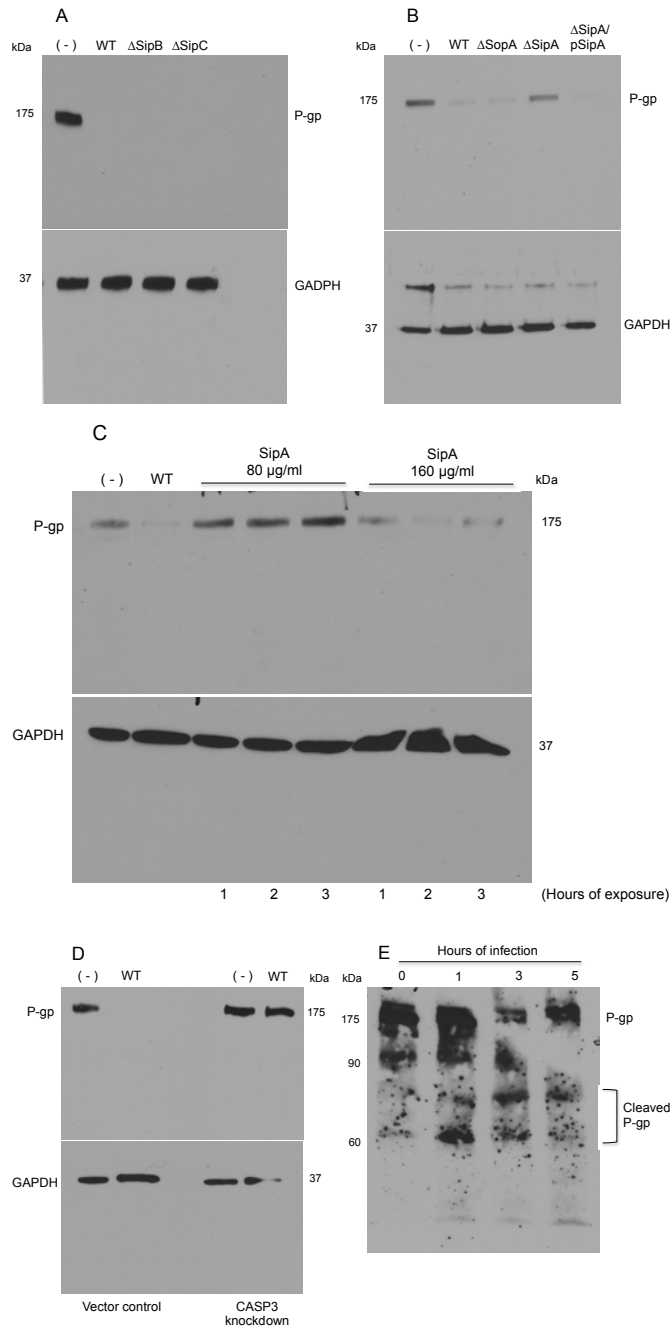 A
kDa
( - ) WT ΔSipB ΔSipC
175
P-gp
37
GADPH
B
kDa
( - ) WT ΔSopA ΔSipA ΔSipA/
pSipA
175
P-gp
37
GAPDH
C
SipA
80 µg/ml
SipA
160 µg/ml
( - ) WT
kDa
P-gp
175
GAPDH
37
1 2 3 1 2 3 (Hours of exposure)
D
( - ) WT ( - ) WT
kDa
P-gp
175
GAPDH
37
Vector control
CASP3
knockdown
E
Hours of infection
kDa
0 1 3 5
175
P-gp
90
Cleaved
P-gp
60